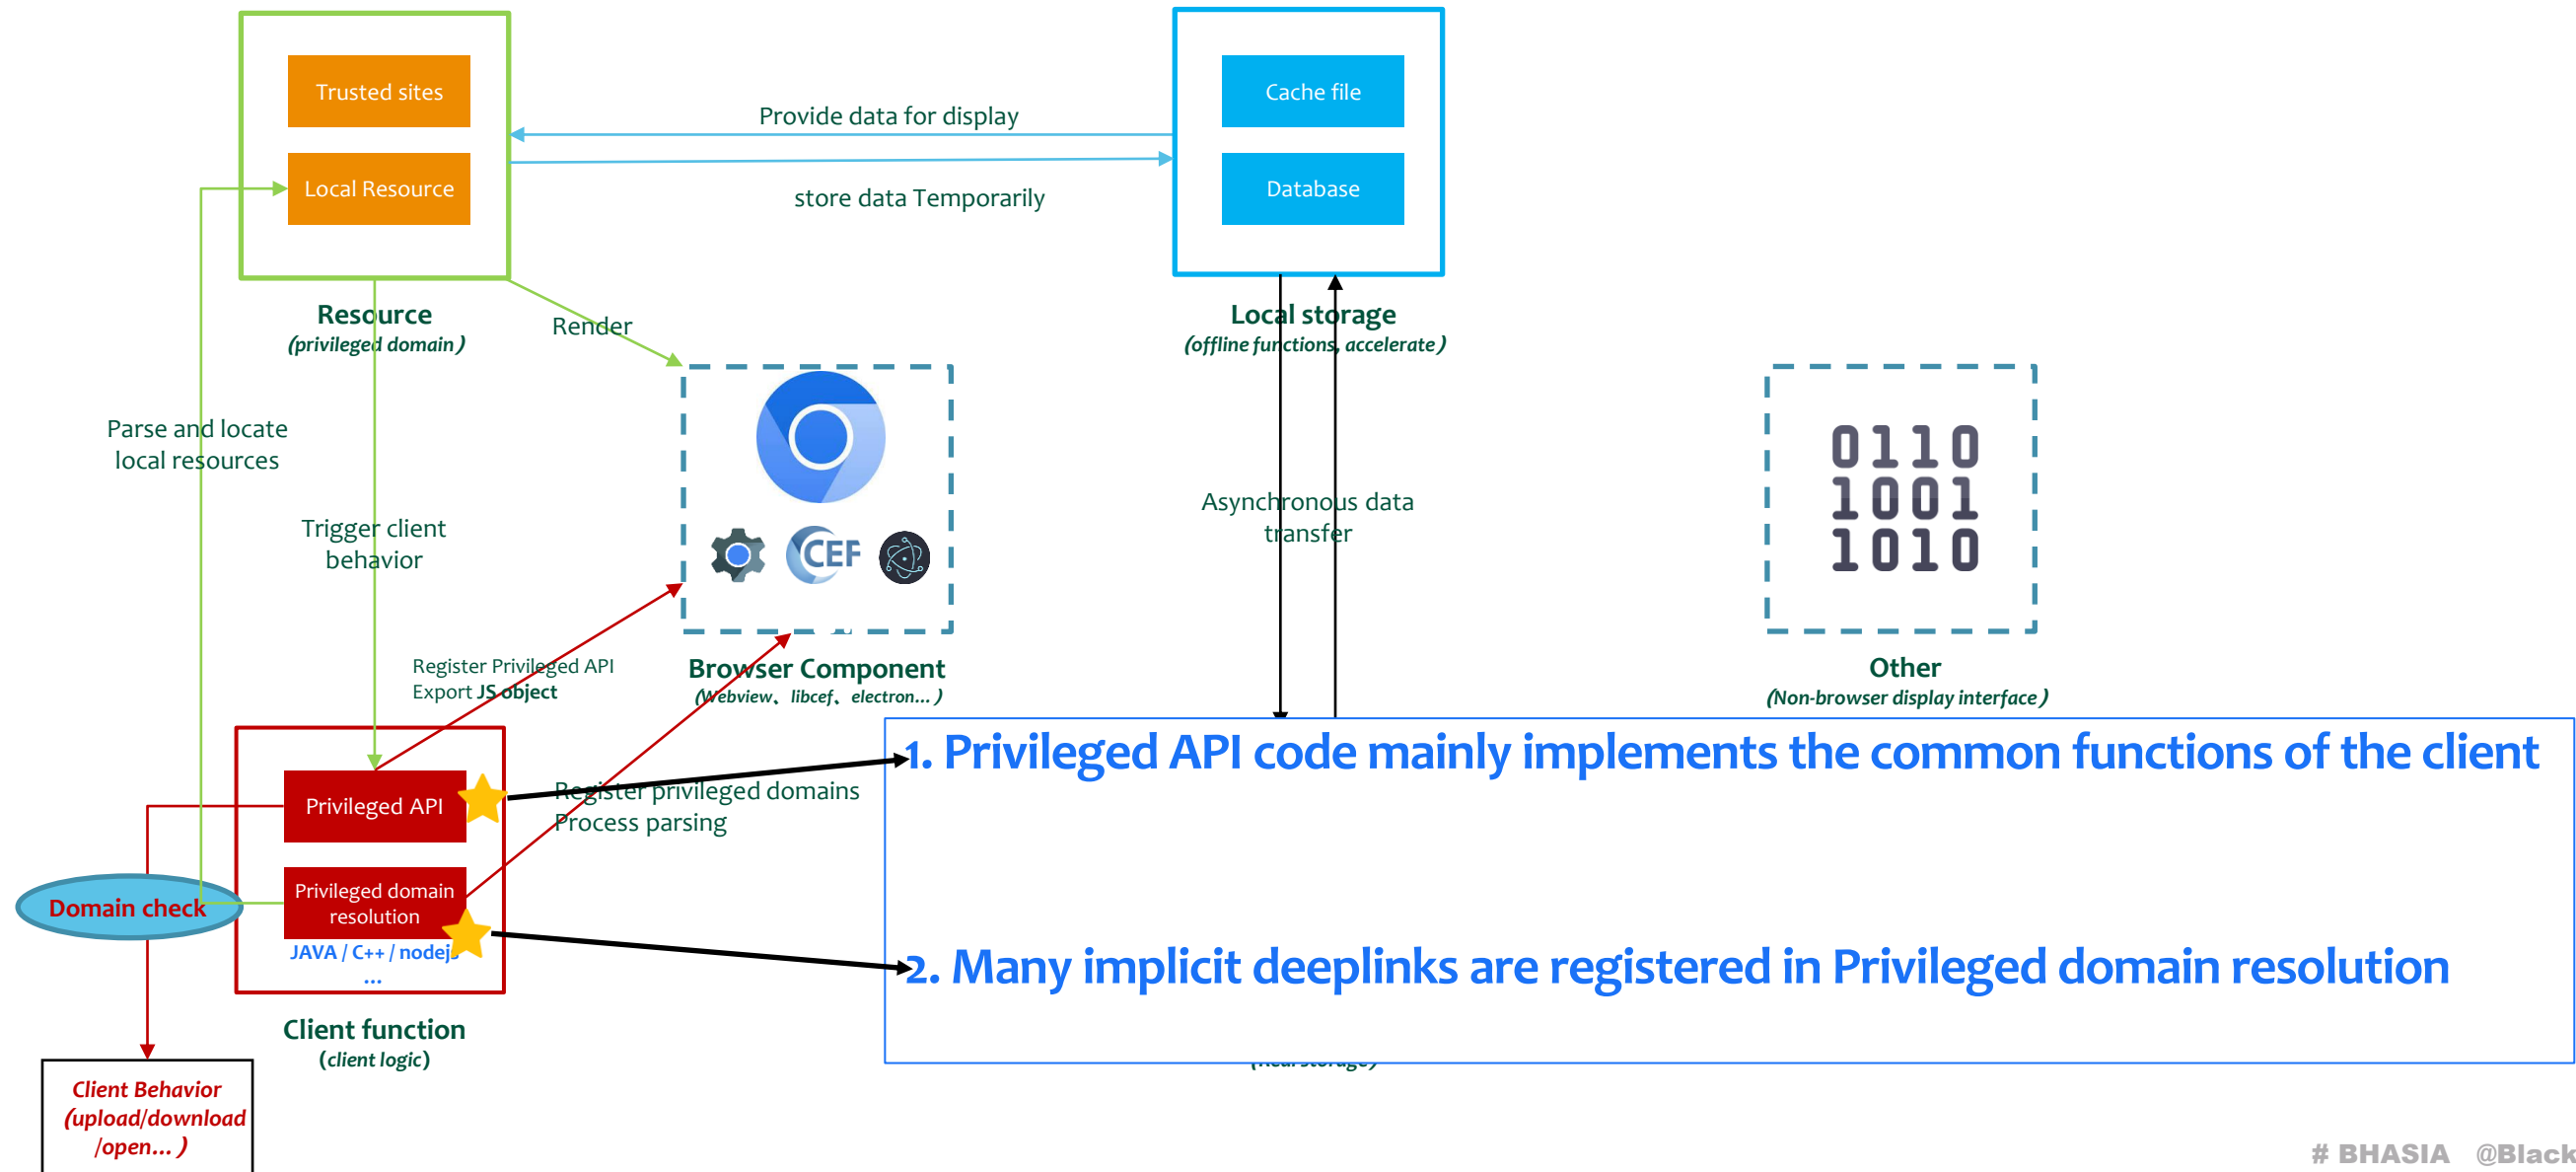 Trusted sites
Local Resource
Resource
(privileged domain)
Provide data for display
store data Temporarily
Cache file
Database
Local storage
(offline functions, accelerate)
Render
Parse and locate
local resources
Trigger client
behavior
CEF
Asynchronous data
transfer
0110
1001
1010
Register Privileged API
Export JS object
Browser Component
(Webview、libcef、electron...)
Other
(Non-browser display interface)
Privileged API
Register privileged domains
Process parsing
Domain check
Privileged domain
resolution
JAVA / C++ / nodejs
...
Client function
(client logic)
Client Behavior
(upload/download
/open...)
1. Privileged API code mainly implements the common functions of the client
2. Many implicit deeplinks are registered in Privileged domain resolution
# BHASIA @Black